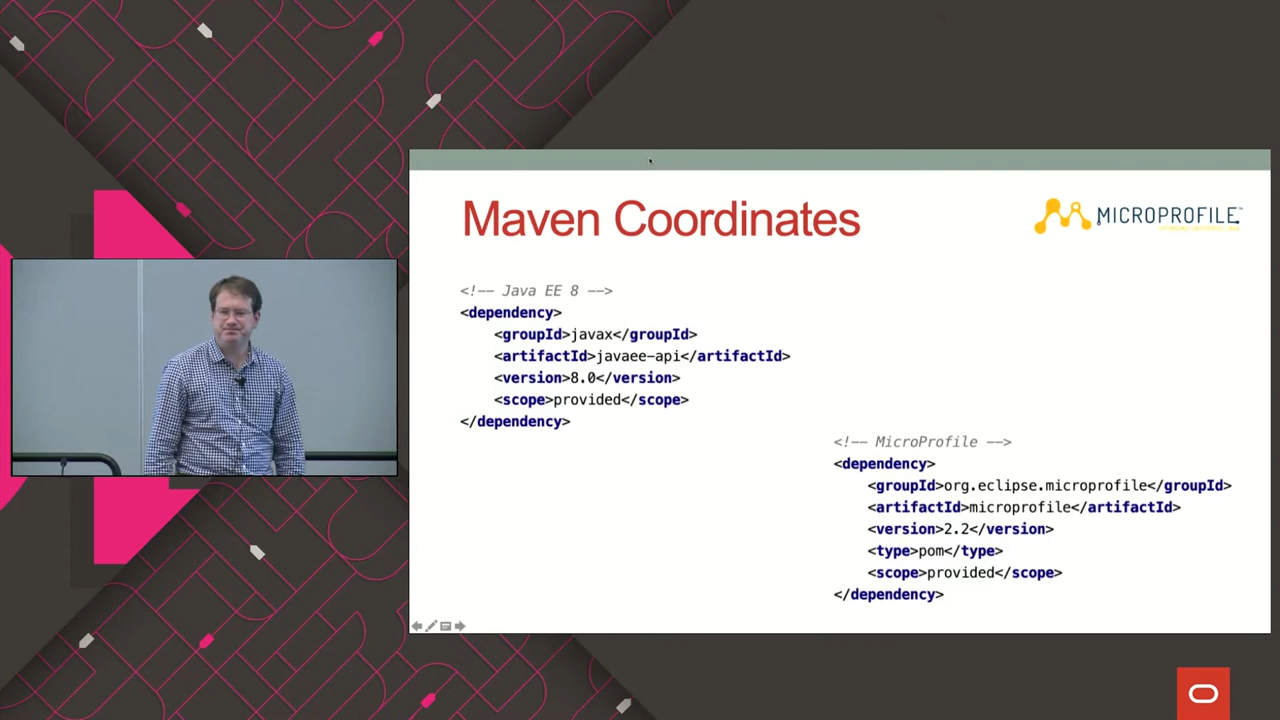 Maven Coordinates
MICROPROFILE™
<!-- Java EE 8 -->
<dependency>
<groupId>javax</groupId>
<artifactId>javaee-api</artifactId>
<version>8.0</version>
<scope>provided</scope>
</dependency>
<!-- MicroProfile -->
<dependency>
<groupId>org.eclipse.microprofile</groupId>
<artifactId>microprofile</artifactId>
<version>2.2</version>
<type>pom</type>
<scope>provided</scope>
</dependency>